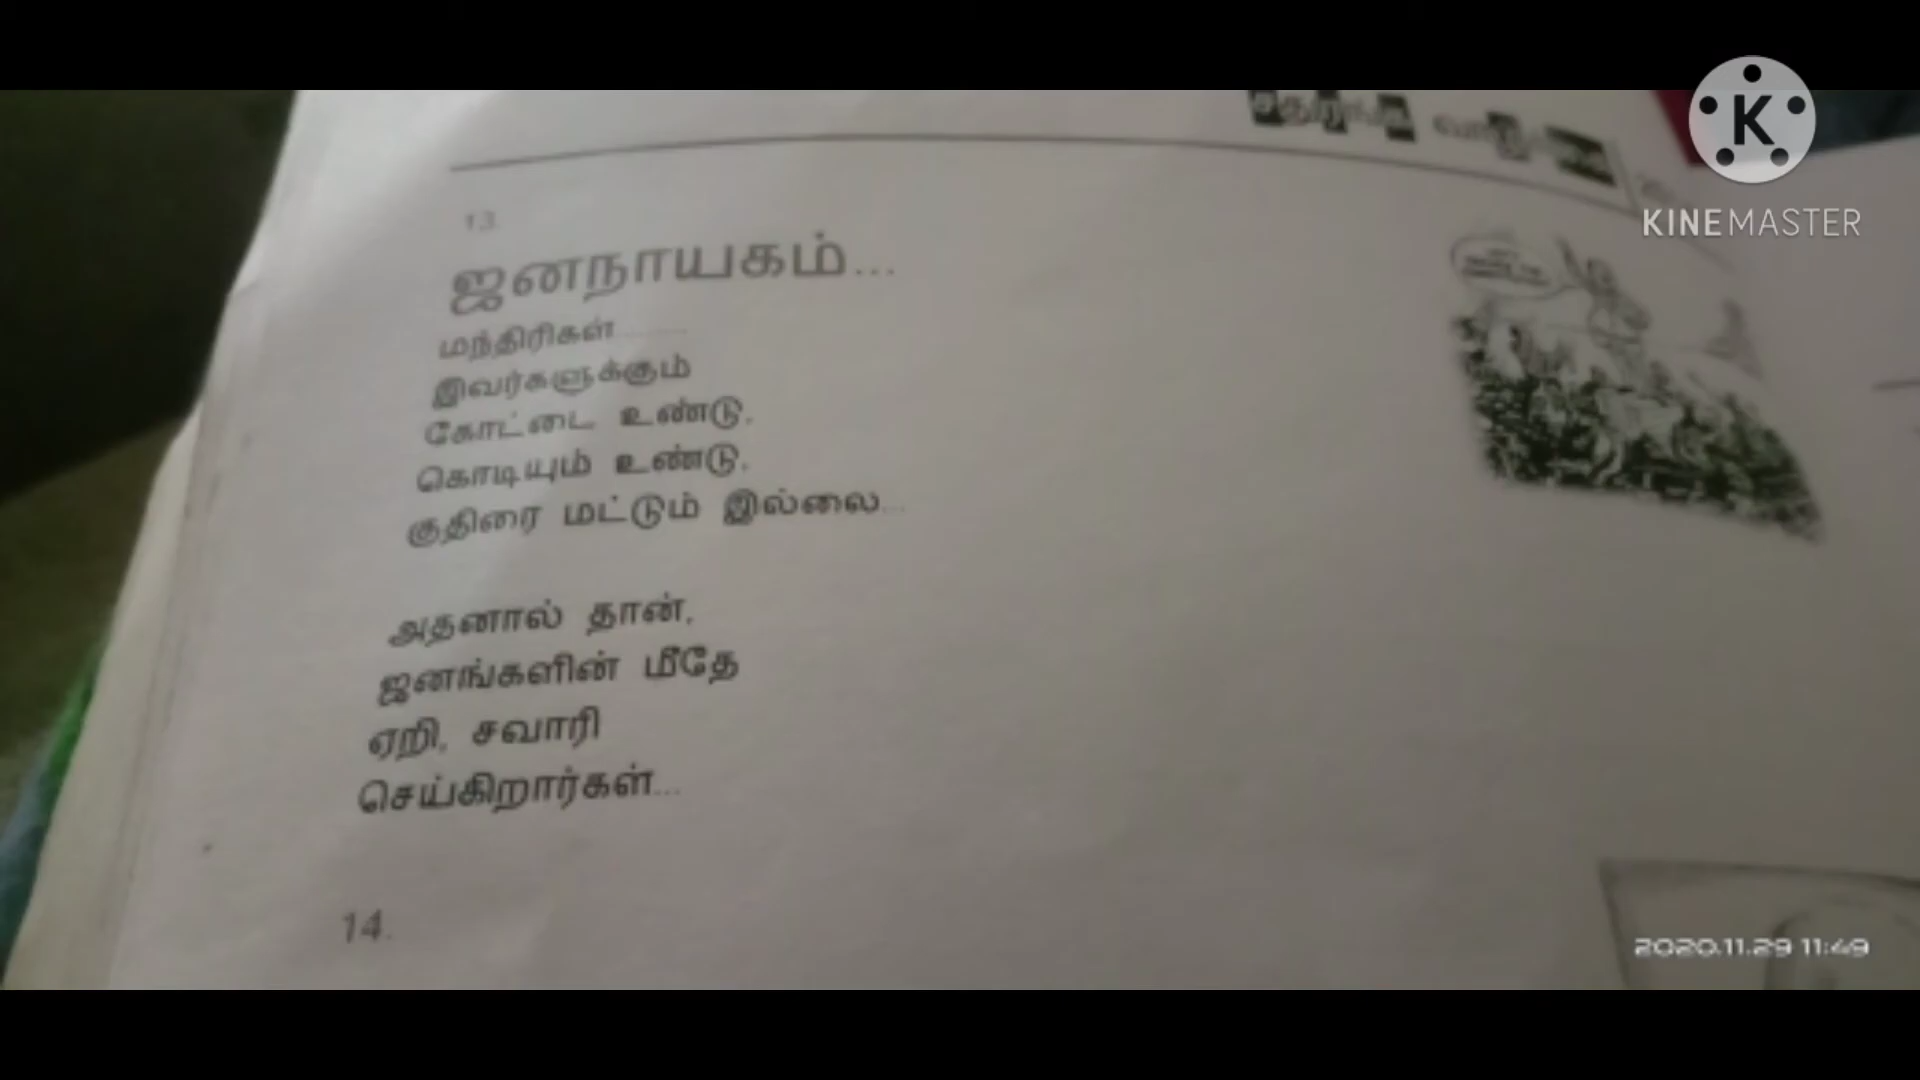 KINEMASTER
13.
ஜனநாயகம்...
மந்திரிகள்..........
இவர்களுக்கும்
கோட்டை உண்டு,
கொடியும் உண்டு,
குதிரை மட்டும் இல்லை...
அதனால் தான்,
ஜனங்களின் மீதே
ஏறி, சவாரி
செய்கிறார்கள்...
14.
2020.11.29 11:49